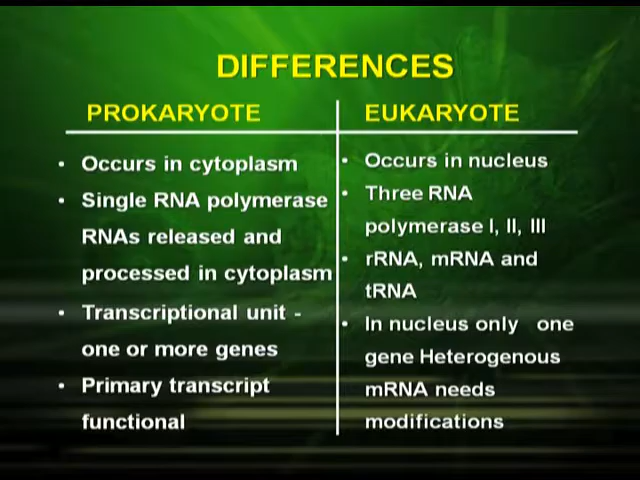 DIFFERENCES
PROKARYOTE
• Occurs in cytoplasm
• Single RNA polymerase
RNAs released and
processed in cytoplasm
• Transcriptional unit -
one or more genes
• Primary transcript
functional
EUKARYOTE
• Occurs in nucleus
• Three RNA
polymerase I, II, III
• rRNA, mRNA and
tRNA
• In nucleus only one
gene Heterogenous
mRNA needs
modifications